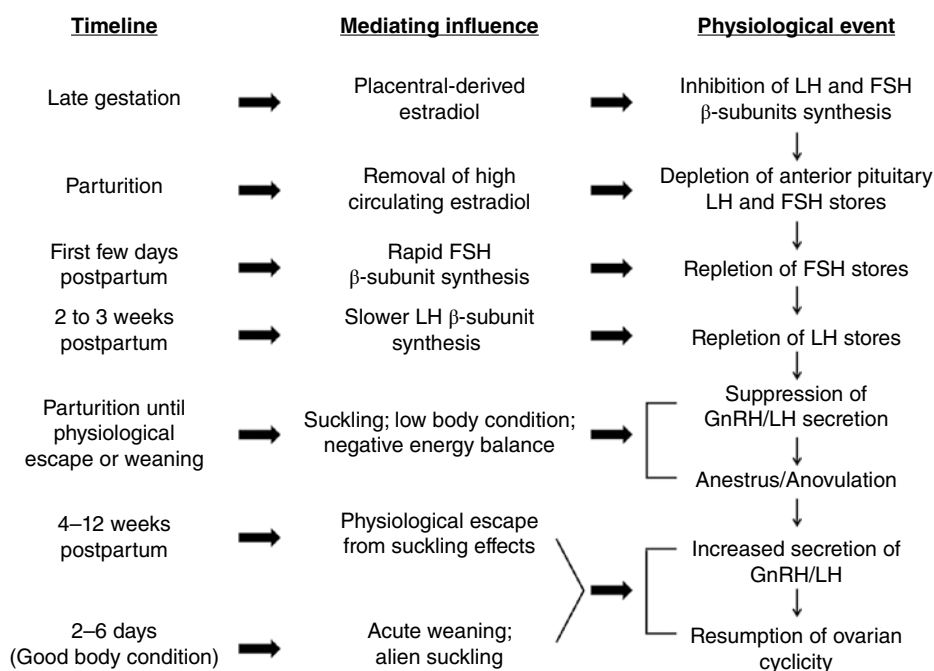 Timeline
Mediating influence
Physiological event
Late gestation
Placentral-derived
estradiol
Inhibition of LH and FSH
β-subunits synthesis
Parturition
Removal of high
circulating estradiol
Depletion of anterior pituitary
LH and FSH stores
First few days
postpartum
Rapid FSH
β-subunit synthesis
Repletion of FSH stores
2 to 3 weeks
postpartum
Slower LH β-subunit
synthesis
Repletion of LH stores
Parturition until
physiological
escape or weaning
Suckling; low body condition;
negative energy balance
Suppression of
GnRH/LH secretion
Anestrus/Anovulation
4–12 weeks
postpartum
Physiological escape
from suckling effects
Increased secretion of
GnRH/LH
2–6 days
(Good body condition)
Acute weaning;
alien suckling
Resumption of ovarian
cyclicity